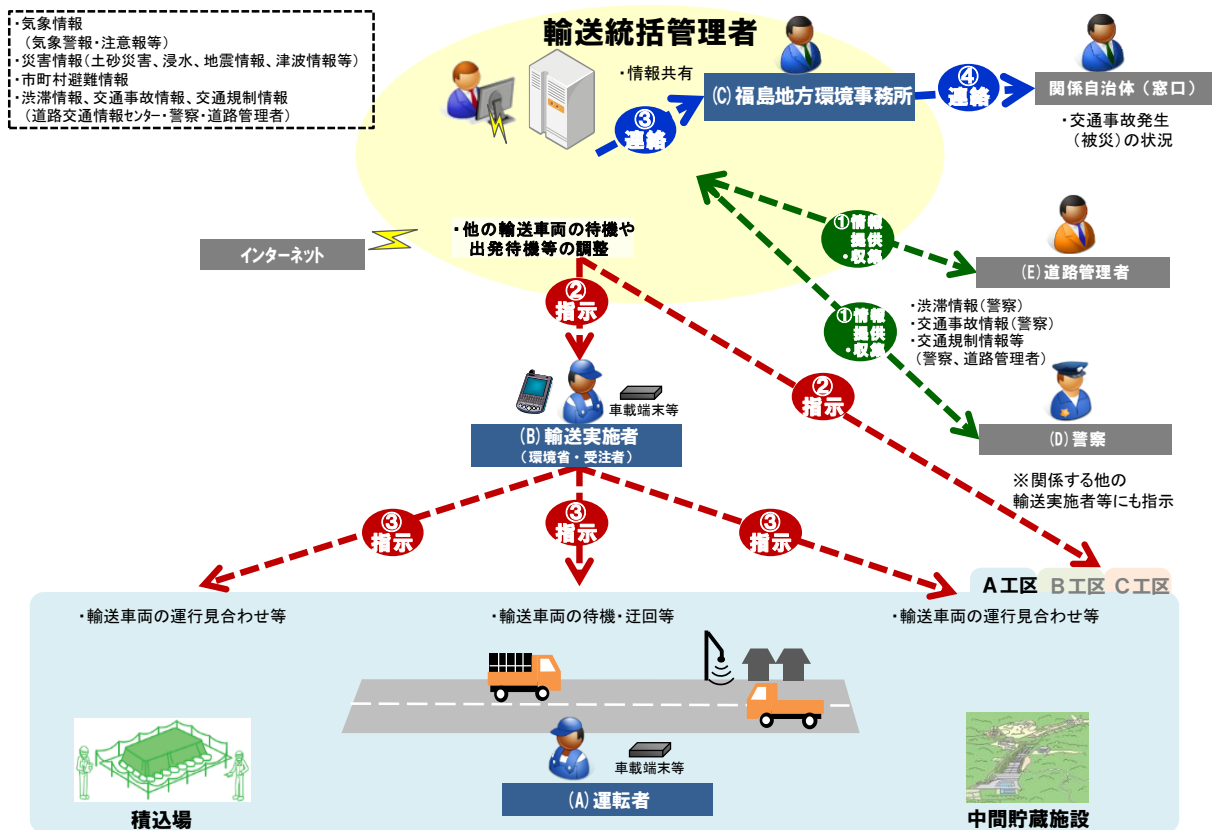 ・気象情報
（気象警報・注意報等）
・災害情報（土砂災害、浸水、地震情報、津波情報等）
・市町村避難情報
・渋滞情報、交通事故情報、交通規制情報
（道路交通情報センター・警察・道路管理者）
輸送統括管理者
・情報共有
(C) 福島地方環境事務所
③
連絡
④
連絡
関係自治体（窓口）
・交通事故発生
（被災）の状況
インターネット
・他の輸送車両の待機や
出発待機等の調整
①情報
提供
・収集
(E) 道路管理者
①情報
提供
・収集
・渋滞情報（警察）
・交通事故情報（警察）
・交通規制情報等
（警察、道路管理者）
(D) 警察
②
指示
②
指示
車載端末等
(B) 輸送実施者
（環境省・受注者）
※関係する他の
輸送実施者等にも指示
③
指示
③
指示
③
指示
A工区
B工区
C工区
・輸送車両の運行見合わせ等
・輸送車両の待機・迂回等
・輸送車両の運行見合わせ等
車載端末等
(A) 運転者
積込場
中間貯蔵施設